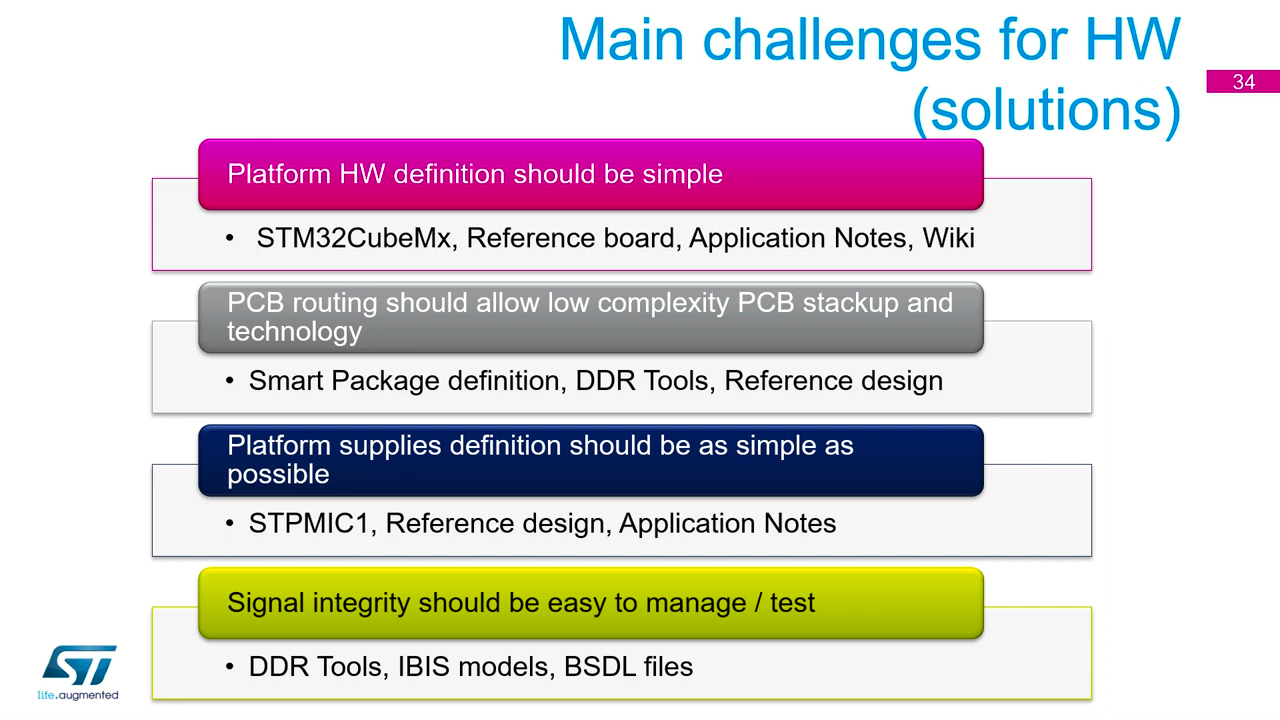 Main challenges for HW
(solutions)
34
Platform HW definition should be simple
• STM32CubeMx, Reference board, Application Notes, Wiki
PCB routing should allow low complexity PCB stackup and
technology
• Smart Package definition, DDR Tools, Reference design
Platform supplies definition should be as simple as
possible
• STPMIC1, Reference design, Application Notes
Signal integrity should be easy to manage / test
• DDR Tools, IBIS models, BSDL files
ST
life.augmented